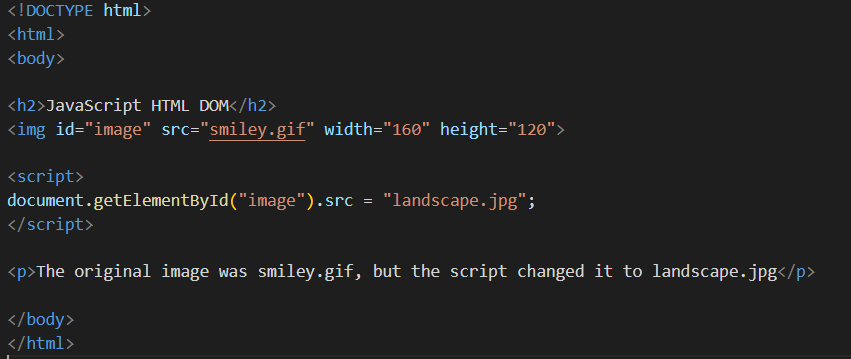 <!DOCTYPE html>
<html>
<body>
<h2>JavaScript HTML DOM</h2>
<img id="image" src="smiley.gif" width="160" height="120">
<script>
document.getElementById("image").src = "landscape.jpg";
</script>
<p>The original image was smiley.gif, but the script changed it to landscape.jpg</p>
</body>
</html>